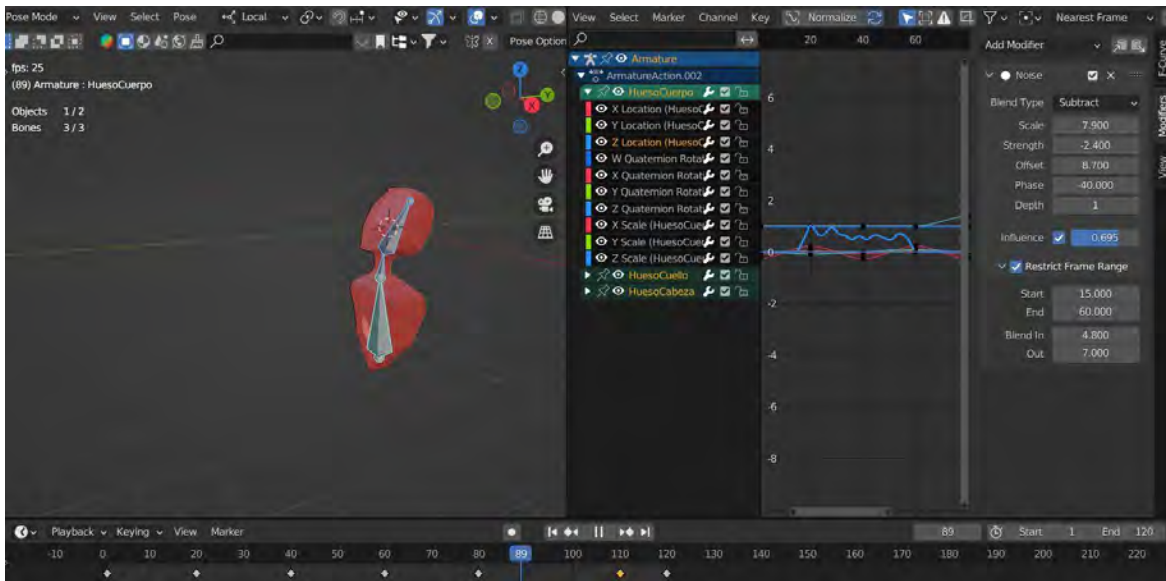 Pose Mode View Select Pose Local
Pose Option
fps: 25
(89) Armature : HuesoCuerpo
Objects 1/2
Bones 3/3
Z
Y
X
View Select Marker Channel Key Normalize Nearest Frame
20 40 60
Armature
ArmatureAction.002
HuesoCuerpo
X Location (HuesoC
Y Location (HuesoC
Z Location (HuesoC
W Quaternion Rotat
X Quaternion Rotat
Y Quaternion Rotat
Z Quaternion Rotat
X Scale (HuesoCue
Y Scale (HuesoCue
Z Scale (HuesoCue
HuesoCuello
HuesoCabeza
6
4
2
0
-2
-4
-6
-8
Add Modifier
Noise
Blend Type Subtract
Scale 7.900
Strength -2.400
Offset 8.700
Phase -40.000
Depth 1
Influence 0.695
Restrict Frame Range
Start 15.000
End 60.000
Blend In 4.800
Out 7.000
F-Curve
Modifiers
View
Playback Keying View Marker
89 Start 1 End 120
-10 0 10 20 30 40 50 60 70 80 89 100 110 120 130 140 150 160 170 180 190 200 210 220